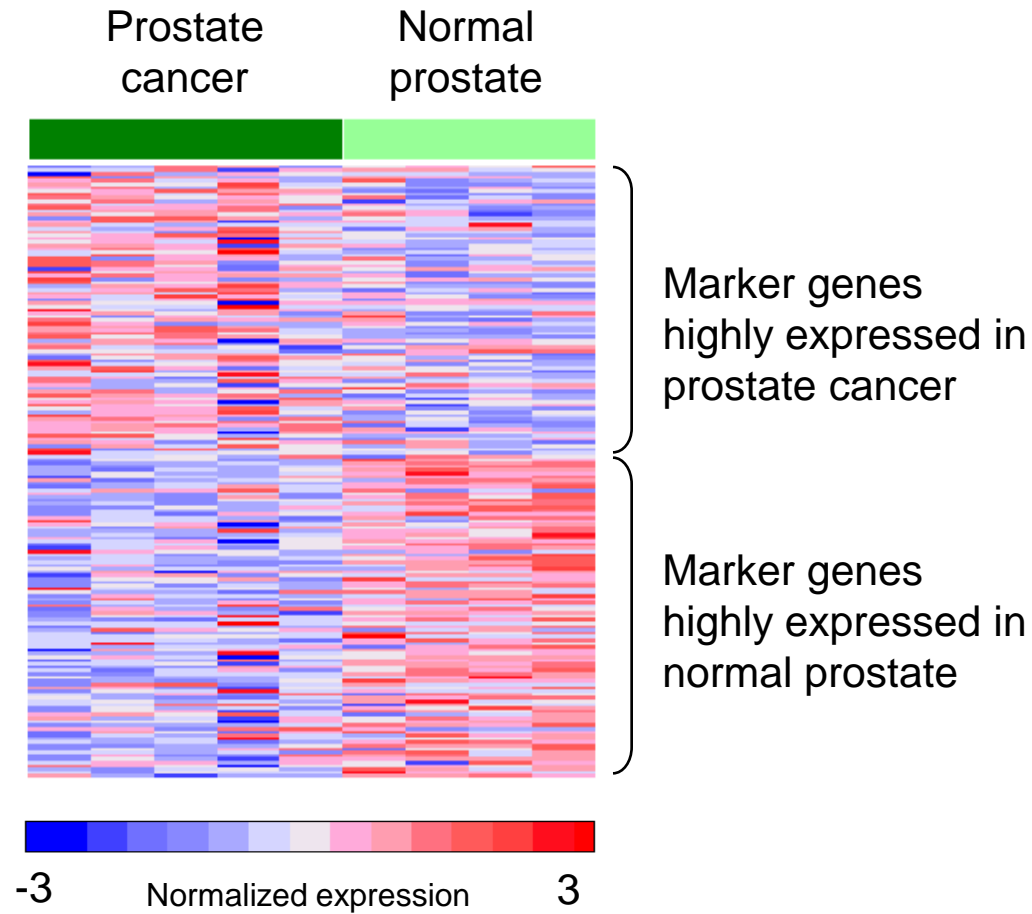 Prostate
cancer
Normal
prostate
Marker genes
highly expressed in
prostate cancer
Marker genes
highly expressed in
normal prostate
-3
Normalized expression
3